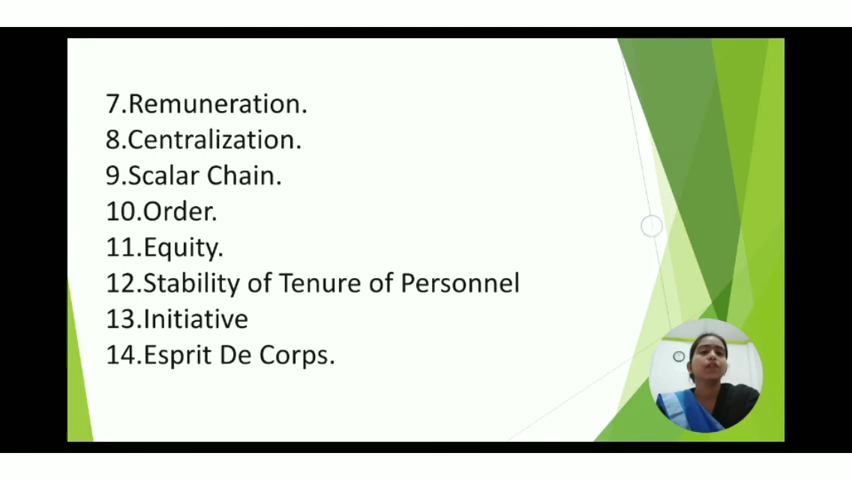 7.Remuneration.
8.Centralization.
9.Scalar Chain.
10.Order.
11.Equity.
12.Stability of Tenure of Personnel
13.Initiative
14.Esprit De Corps.